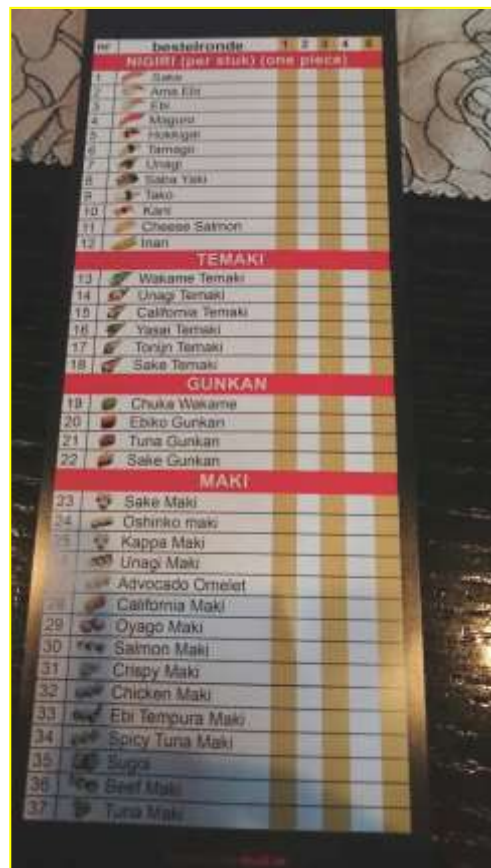 nr bestelronde 1 2 3 4 5
NIGIRI (per stuk) (one piece)
1 Sake
2 Ama Ebi
3 Ebi
4 Maguro
5 Hokkigai
6 Tamago
7 Unagi
8 Saba Yaki
9 Tako
10 Kani
11 Cheese Salmon
12 Inari
TEMAKI
13 Wakame Temaki
14 Unagi Temaki
15 California Temaki
16 Yasai Temaki
17 Tonijn Temaki
18 Sake Temaki
GUNKAN
19 Chuka Wakame
20 Ebiko Gunkan
21 Tuna Gunkan
22 Sake Gunkan
MAKI
23 Sake Maki
24 Oshinko maki
25 Kappa Maki
Unagi Maki
Advocado Omelet
28 California Maki
29 Oyago Maki
30 Salmon Maki
31 Crispy Maki
32 Chicken Maki
33 Ebi Tempura Maki
34 Spicy Tuna Maki
35 Sugoi
36 Beef Maki
37 Tuna Maki